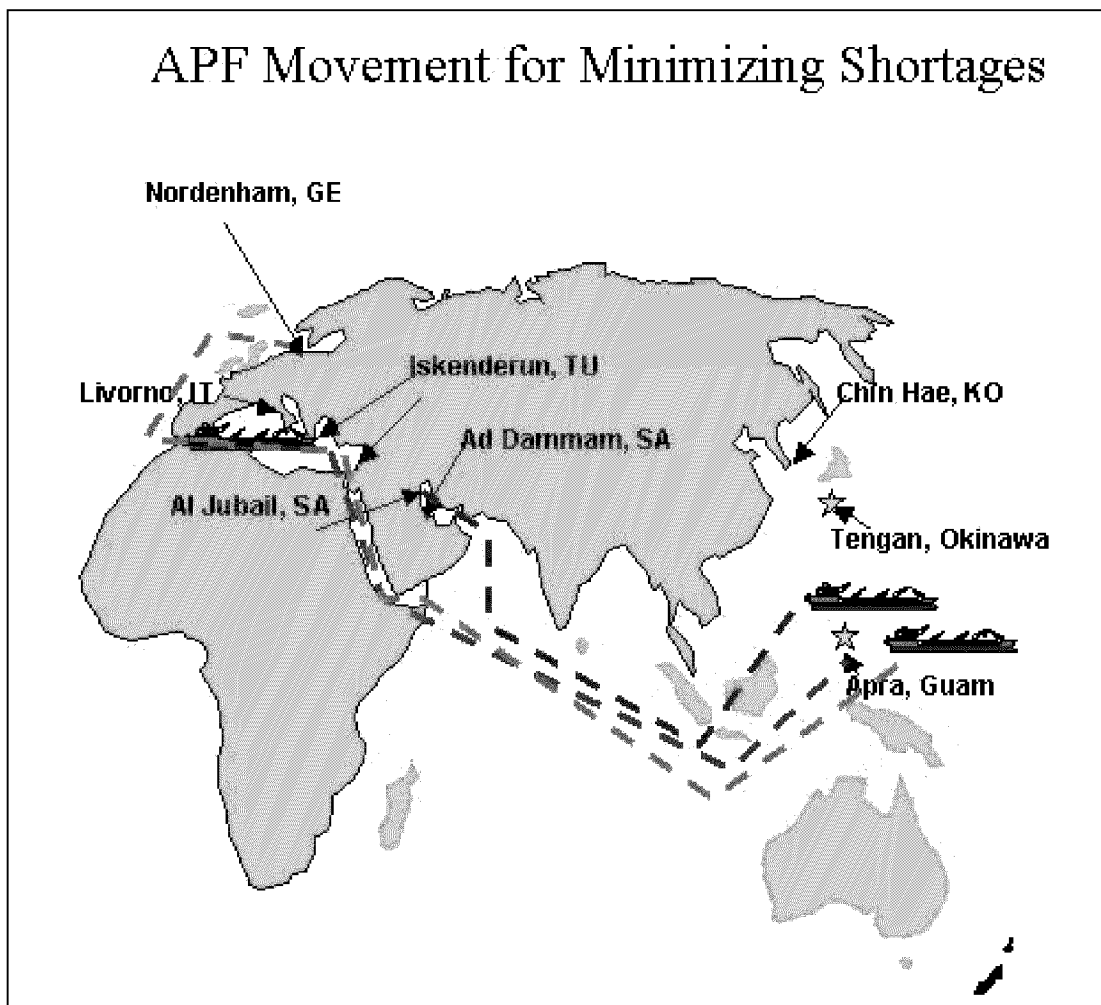 APF Movement for Minimizing Shortages
Nordenham, GE
Iskenderun, TU
Livorno, IT
Chin Hae, KO
Ad Dammam, SA
Al Jubail, SA
Tengan, Okinawa
Apra, Guam